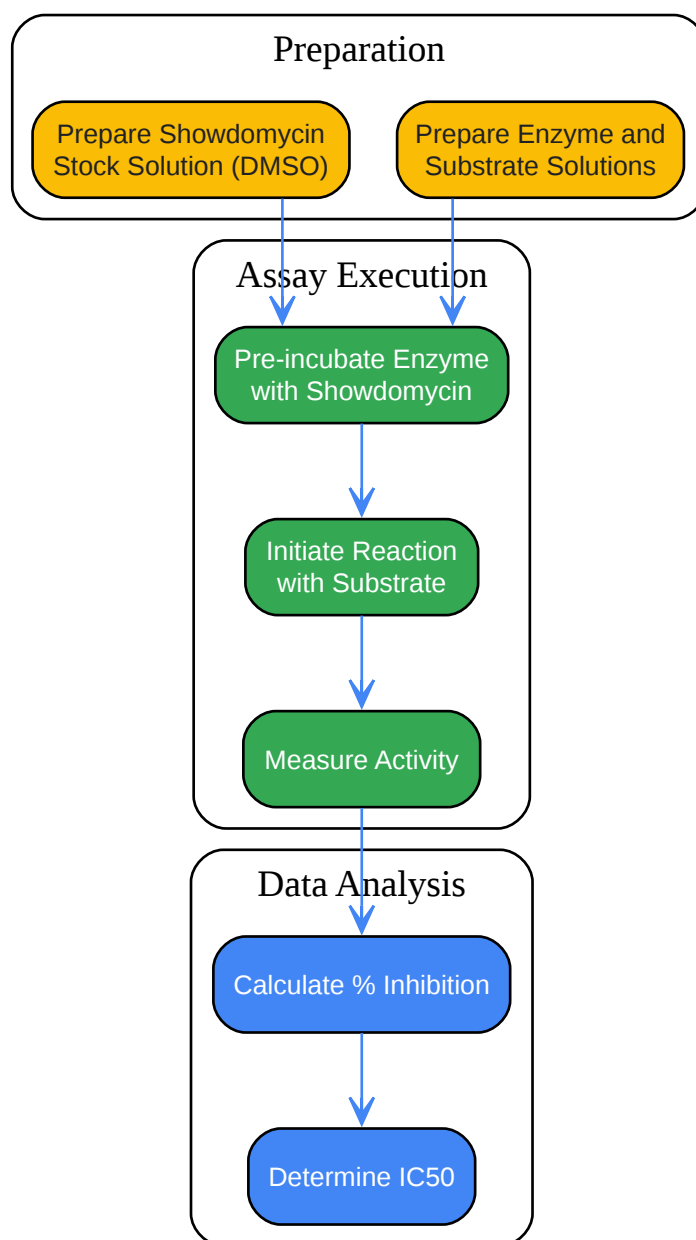 Preparation
Prepare Showdomycin
Stock Solution (DMSO)
Prepare Enzyme and
Substrate Solutions
Assay Execution
Pre-incubate Enzyme
with Showdomycin
Initiate Reaction
with Substrate
Measure Activity
Data Analysis
Calculate % Inhibition
Determine IC50